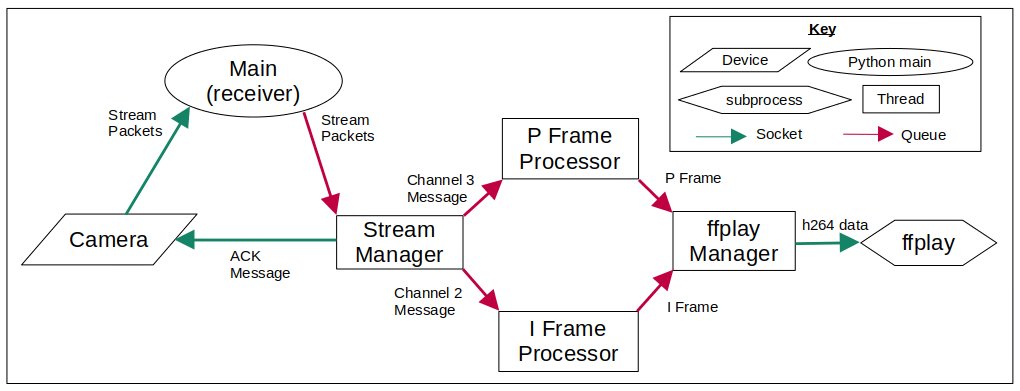 Key
Device
Python main
subprocess
Thread
Socket
Queue
Main
(receiver)
Stream
Packets
Stream
Packets
P Frame
Processor
Channel 3
Message
P Frame
Camera
ACK
Message
Stream
Manager
ffplay
Manager
h264 data
ffplay
Channel 2
Message
I Frame
I Frame
Processor